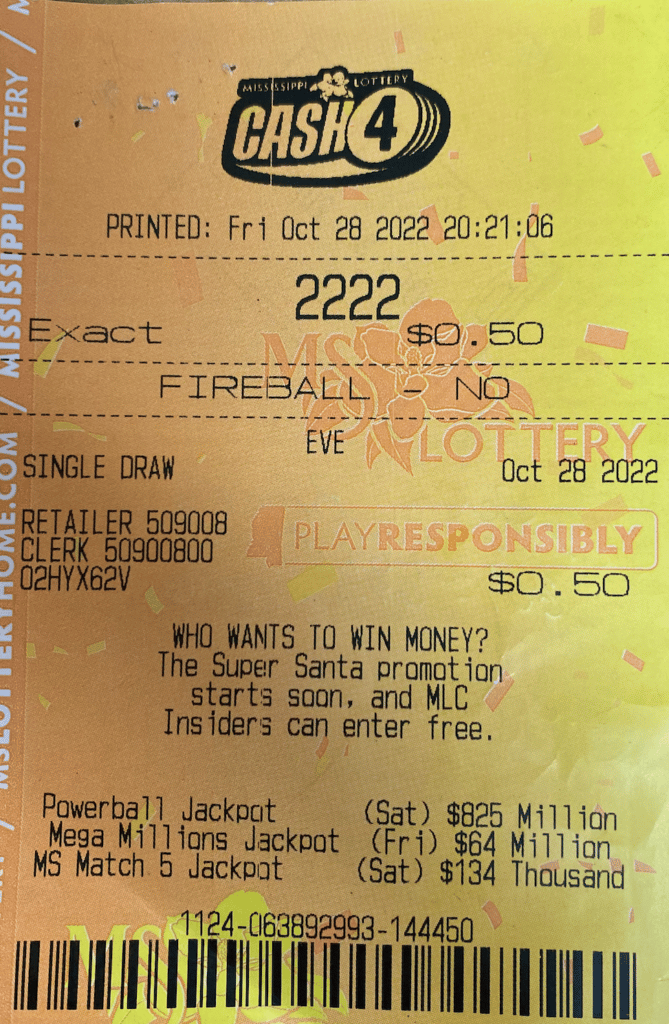 MISSISSIPPI LOTTERY
CASH 4
PRINTED: Fri Oct 28 2022 20:21:06
2222
Exact $0.50
FIREBALL - NO
EVE
SINGLE DRAW Oct 28 2022
RETAILER 509008
CLERK 50900800
02HYX62V $0.50
WHO WANTS TO WIN MONEY?
The Super Santa promotion
starts soon, and MLC
Insiders can enter free.
Powerball Jackpot (Sat) $825 Million
Mega Millions Jackpot (Fri) $64 Million
MS Match 5 Jackpot (Sat) $134 Thousand
1124-063892993-144450
MS
LOTTERY
PLAYRESPONSIBLY
MS
/ MSLOTTERYHOME.COM / MISSISSIPPI LOTTERY /